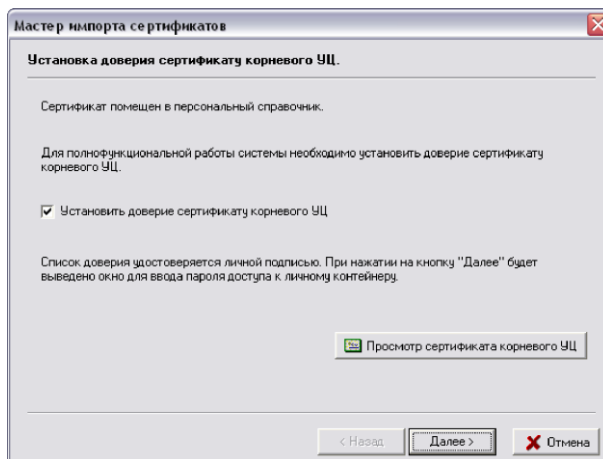 Мастер импорта сертификатов
Установка доверия сертификату корневого УЦ.
Сертификат помещен в персональный справочник.
Для полнофункциональной работы системы необходимо установить доверие сертификату
корневого УЦ.
Установить доверие сертификату корневого УЦ
Список доверия удостоверяется личной подписью. При нажатии на кнопку "Далее" будет
выведено окно для ввода пароля доступа к личному контейнеру.
Просмотр сертификата корневого УЦ
< Назад
Далее >
Отмена